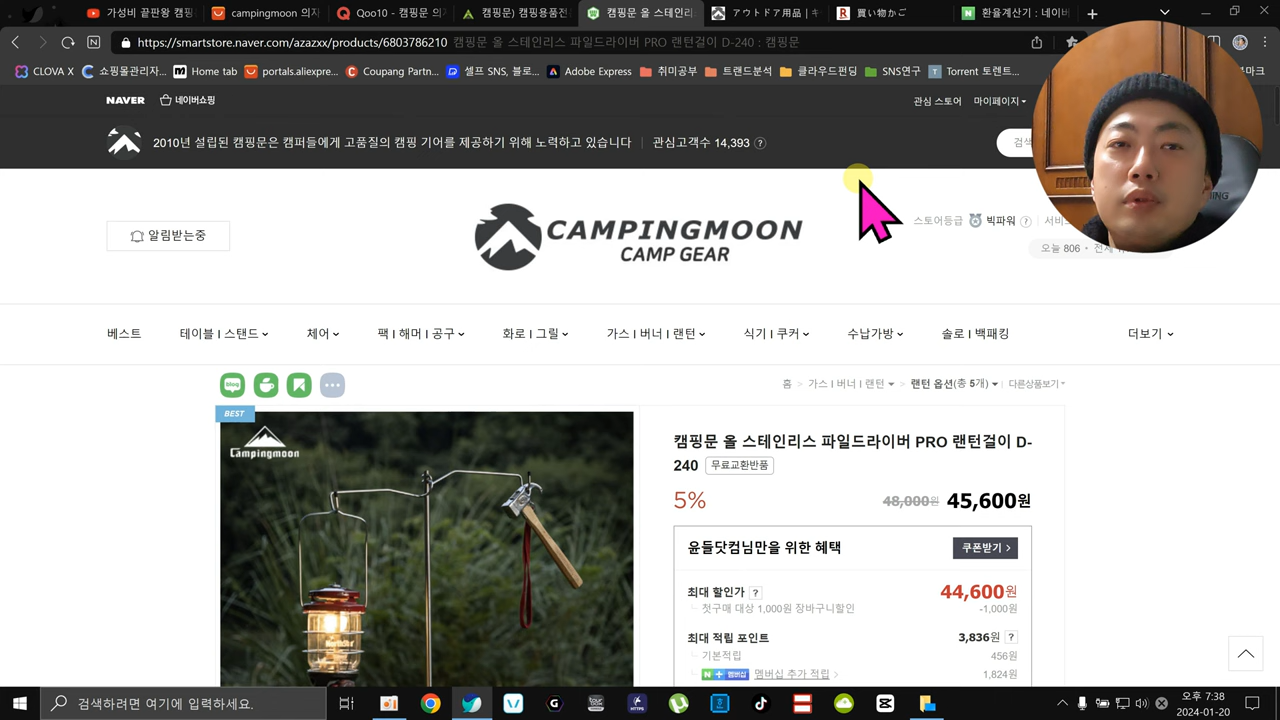 가성비 끝판왕 캠핑
campingmoon 의자
Qoo10 - 캠핑문 의
캠핑문) 캠핑용품전
캠핑문 올 스테인리
アウトドア用品 | キ
買い物かご
환율계산기 : 네이버
https://smartstore.naver.com/azazxx/products/6803786210 캠핑문 올 스테인리스 파일드라이버 PRO 랜턴걸이 D-240 : 캠핑문
CLOVA X
쇼핑몰관리자...
Home tab
portals.aliexpre...
Coupang Partn...
셀프 SNS, 블로...
Adobe Express
취미공부
트랜드분석
클라우드펀딩
SNS연구
Torrent 토렌트...
북마크
NAVER 네이버쇼핑
관심 스토어 마이페이지
2010년 설립된 캠핑문은 캠퍼들에게 고품질의 캠핑 기어를 제공하기 위해 노력하고 있습니다 관심고객수 14,393 ?
검색
알림받는중
CAMPINGMOON
CAMP GEAR
스토어등급 빅파워 ? 서비
오늘 806 · 전체
베스트 테이블 | 스탠드 체어 팩 | 해머 | 공구 화로 | 그릴 가스 | 버너 | 랜턴 식기 | 쿠커 수납가방 솔로 | 백패킹 더보기
blog
홈 > 가스 | 버너 | 랜턴 > 랜턴 옵션(총 5개) 다른상품보기
BEST
Campingmoon
캠핑문 올 스테인리스 파일드라이버 PRO 랜턴걸이 D-
240 무료교환반품
5% 48,000원 45,600원
윤들닷컴님만을 위한 혜택 쿠폰받기 >
최대 할인가 ? 44,600원
첫구매 대상 1,000원 장바구니할인 -1,000원
최대 적립 포인트 3,836원 ?
기본적립 456원
N+ 멤버십 멤버십 추가 적립 > 1,824원
검색하려면 여기에 입력하세요.
오후 7:38
2024-01-20